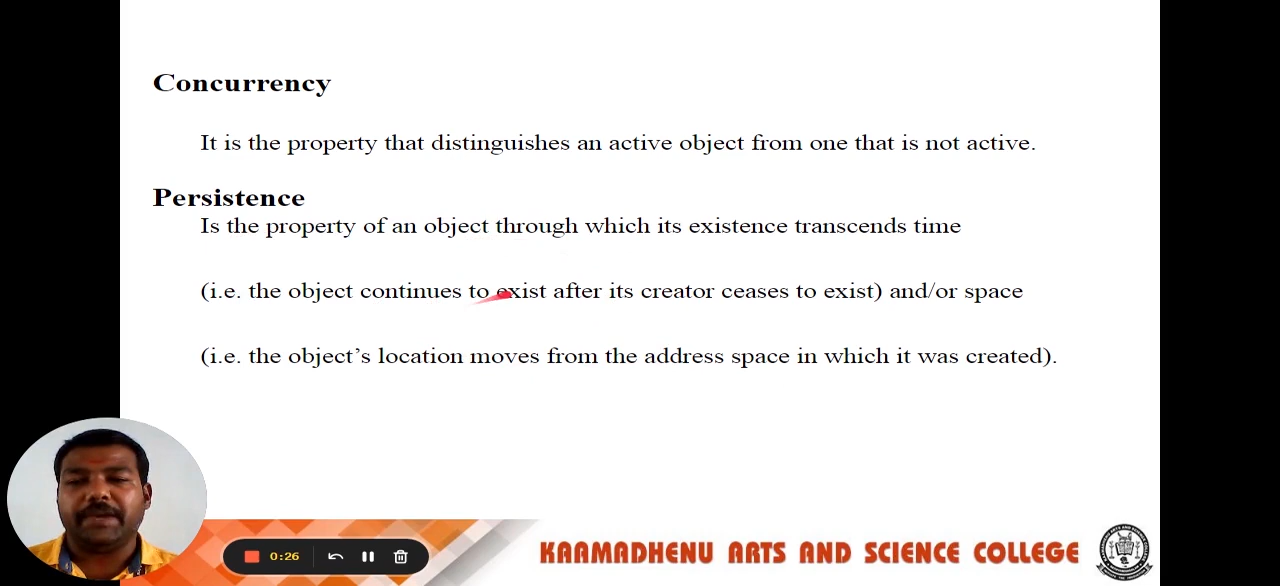 Concurrency
It is the property that distinguishes an active object from one that is not active.
Persistence
Is the property of an object through which its existence transcends time
(i.e. the object continues to exist after its creator ceases to exist) and/or space
(i.e. the object’s location moves from the address space in which it was created).
0:26
KAAMADHENU ARTS AND SCIENCE COLLEGE